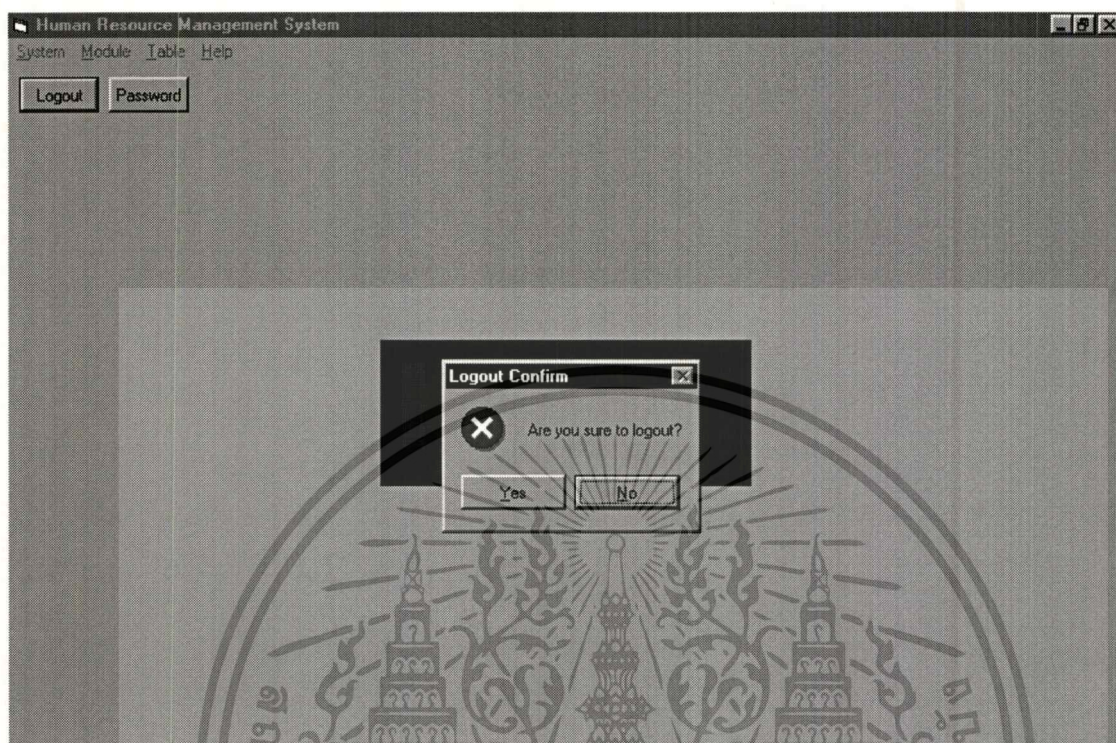 Human Resource Management System
System Module Table Help
Logout Password
Logout Confirm
Are you sure to logout?
Yes No